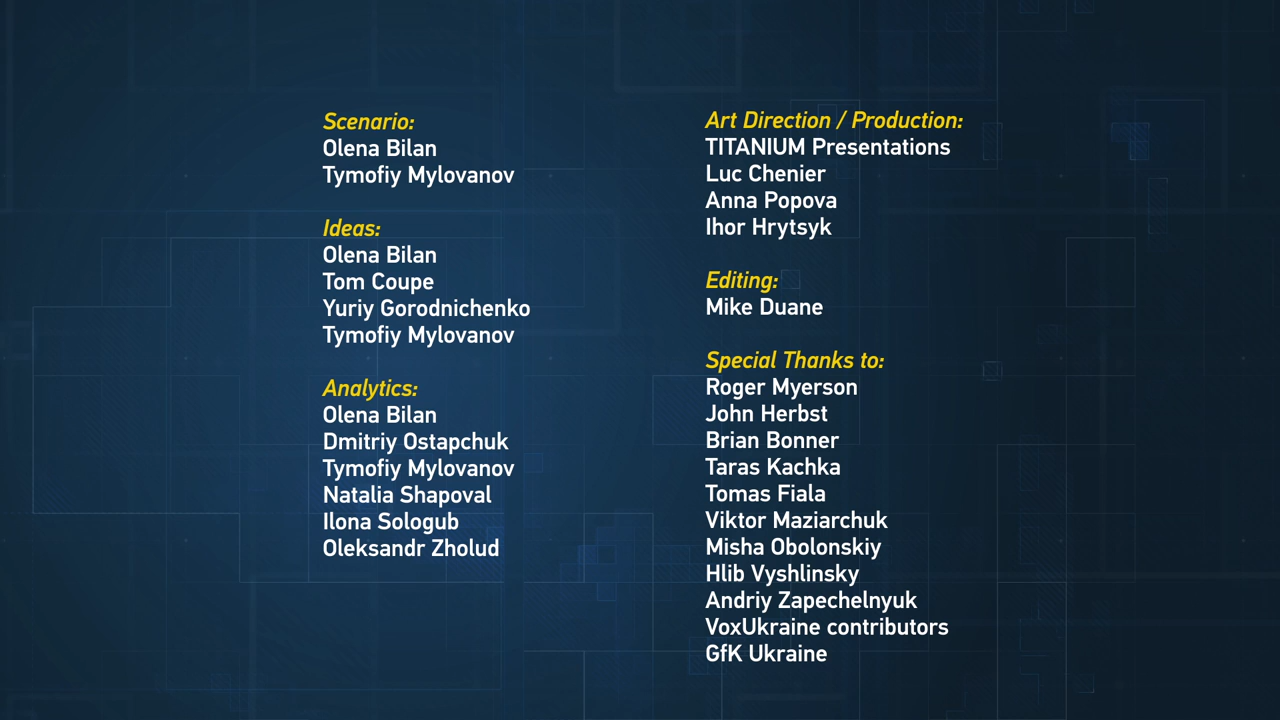 Scenario:
Olena Bilan
Tymofiy Mylovanov
Ideas:
Olena Bilan
Tom Coupe
Yuriy Gorodnichenko
Tymofiy Mylovanov
Analytics:
Olena Bilan
Dmitriy Ostapchuk
Tymofiy Mylovanov
Natalia Shapoval
Ilona Sologub
Oleksandr Zholud
Art Direction / Production:
TITANIUM Presentations
Luc Chenier
Anna Popova
Ihor Hrytsyk
Editing:
Mike Duane
Special Thanks to:
Roger Myerson
John Herbst
Brian Bonner
Taras Kachka
Tomas Fiala
Viktor Maziarchuk
Misha Obolonskiy
Hlib Vyshlinsky
Andriy Zapechelnyuk
VoxUkraine contributors
GfK Ukraine